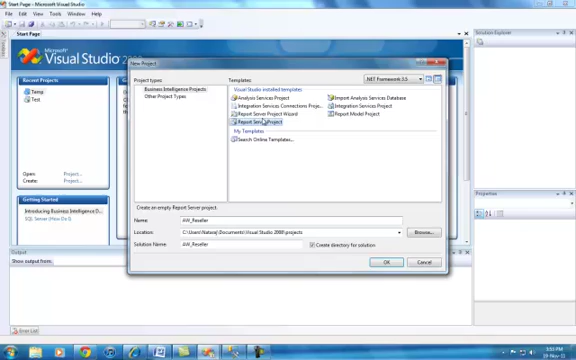 Start Page - Microsoft Visual Studio
File Edit View Tools Window Help
Start Page
Solution Explorer
Microsoft
Visual Studio
New Project
Project types:
Templates:
.NET Framework 3.5
Business Intelligence Projects
Other Project Types
Visual Studio installed templates
Analysis Services Project
Import Analysis Services Database
Integration Services Connections Proje...
Integration Services Project
Report Server Project Wizard
Report Model Project
Report Server Project
My Templates
Search Online Templates...
Create an empty Report Server project.
Name:
AW_Reseller
Location:
C:\Users\Nataraj\Documents\Visual Studio 2008\projects
Browse...
Solution Name:
AW_Reseller
Create directory for solution
OK
Cancel
Recent Projects
Temp
Test
Open:
Project...
Create:
Project...
Getting Started
Introducing Business Intelligence D...
SQL Server (How Do I)
Properties
Output
Show output from:
Error List